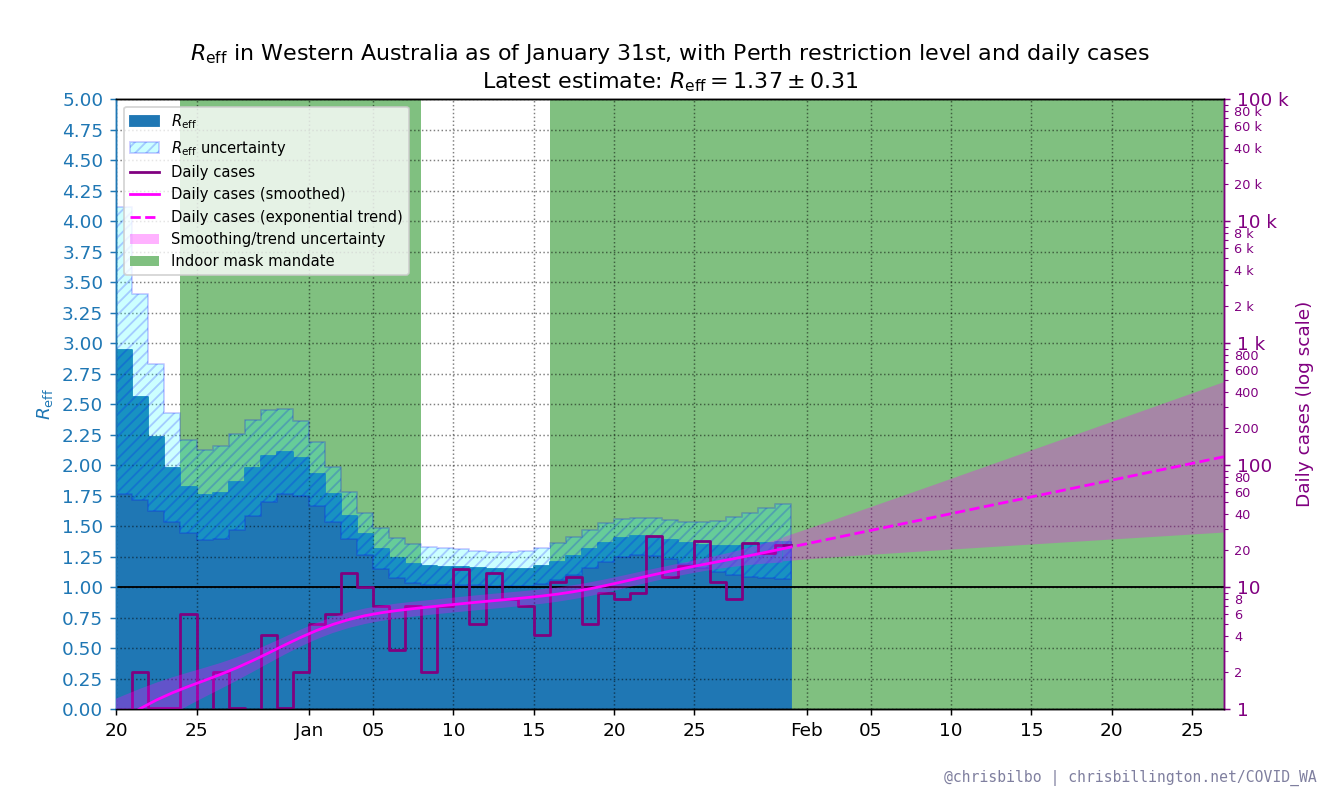 Reff in Western Australia as of January 31st, with Perth restriction level and daily cases
Latest estimate: Reff = 1.37 ± 0.31
Reff
Reff uncertainty
Daily cases
Daily cases (smoothed)
Daily cases (exponential trend)
Smoothing/trend uncertainty
Indoor mask mandate
Reff
5.00
4.75
4.50
4.25
4.00
3.75
3.50
3.25
3.00
2.75
2.50
2.25
2.00
1.75
1.50
1.25
1.00
0.75
0.50
0.25
0.00
20 25 Jan 05 10 15 20 25 Feb 05 10 15 20 25
100 k
80 k
60 k
40 k
20 k
10 k
8 k
6 k
4 k
2 k
1 k
800
600
400
200
100
80
60
40
20
10
8
6
4
2
1
Daily cases (log scale)
@chrisbilbo | chrisbillington.net/COVID_WA